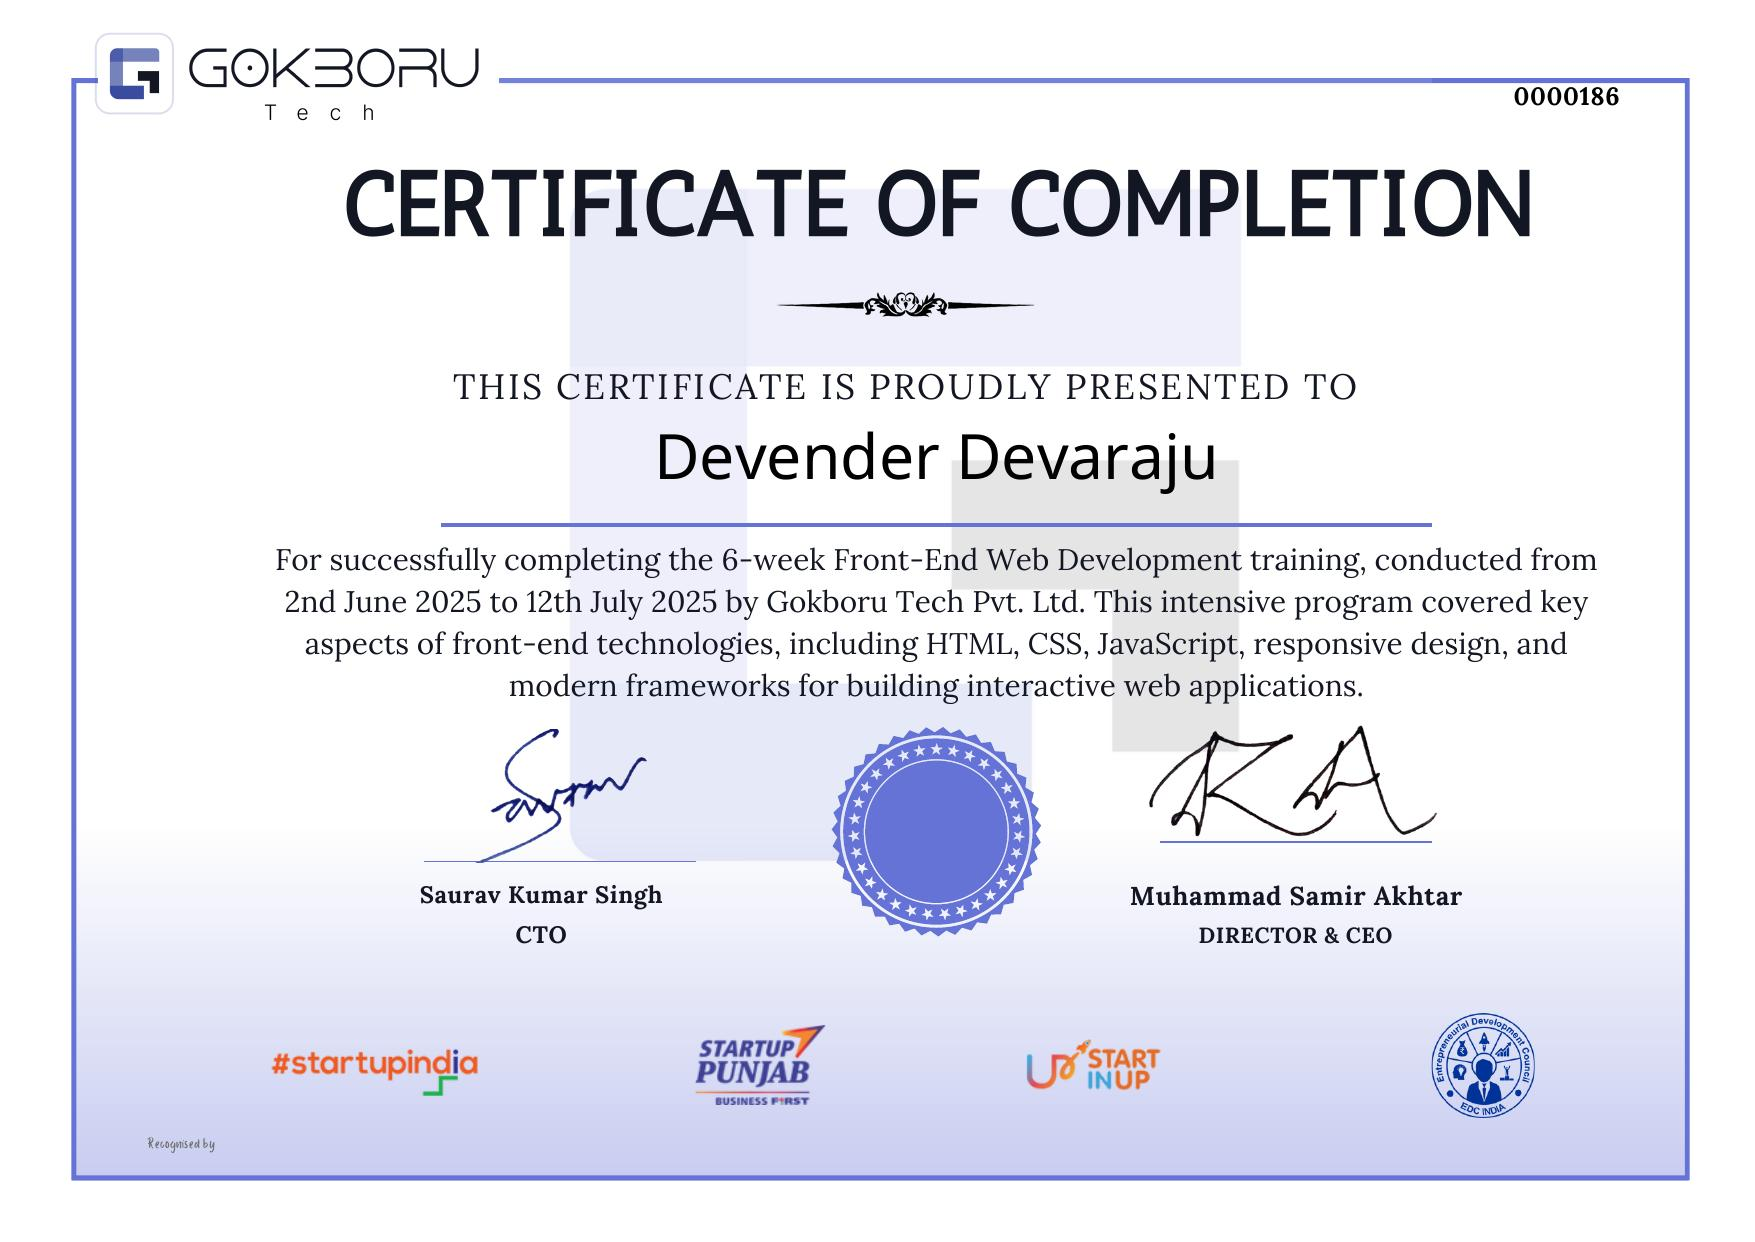 GOKBORU
Tech
0000186
CERTIFICATE OF COMPLETION
THIS CERTIFICATE IS PROUDLY PRESENTED TO
Devender Devaraju
For successfully completing the 6-week Front-End Web Development training, conducted from
2nd June 2025 to 12th July 2025 by Gokboru Tech Pvt. Ltd. This intensive program covered key
aspects of front-end technologies, including HTML, CSS, JavaScript, responsive design, and
modern frameworks for building interactive web applications.
Saurav Kumar Singh
CTO
Muhammad Samir Akhtar
DIRECTOR & CEO
#startupindia
STARTUP
PUNJAB
BUSINESS FIRST
UP
START
IN UP
Entrepreneurial Development Council
EDC INDIA
Recognised by